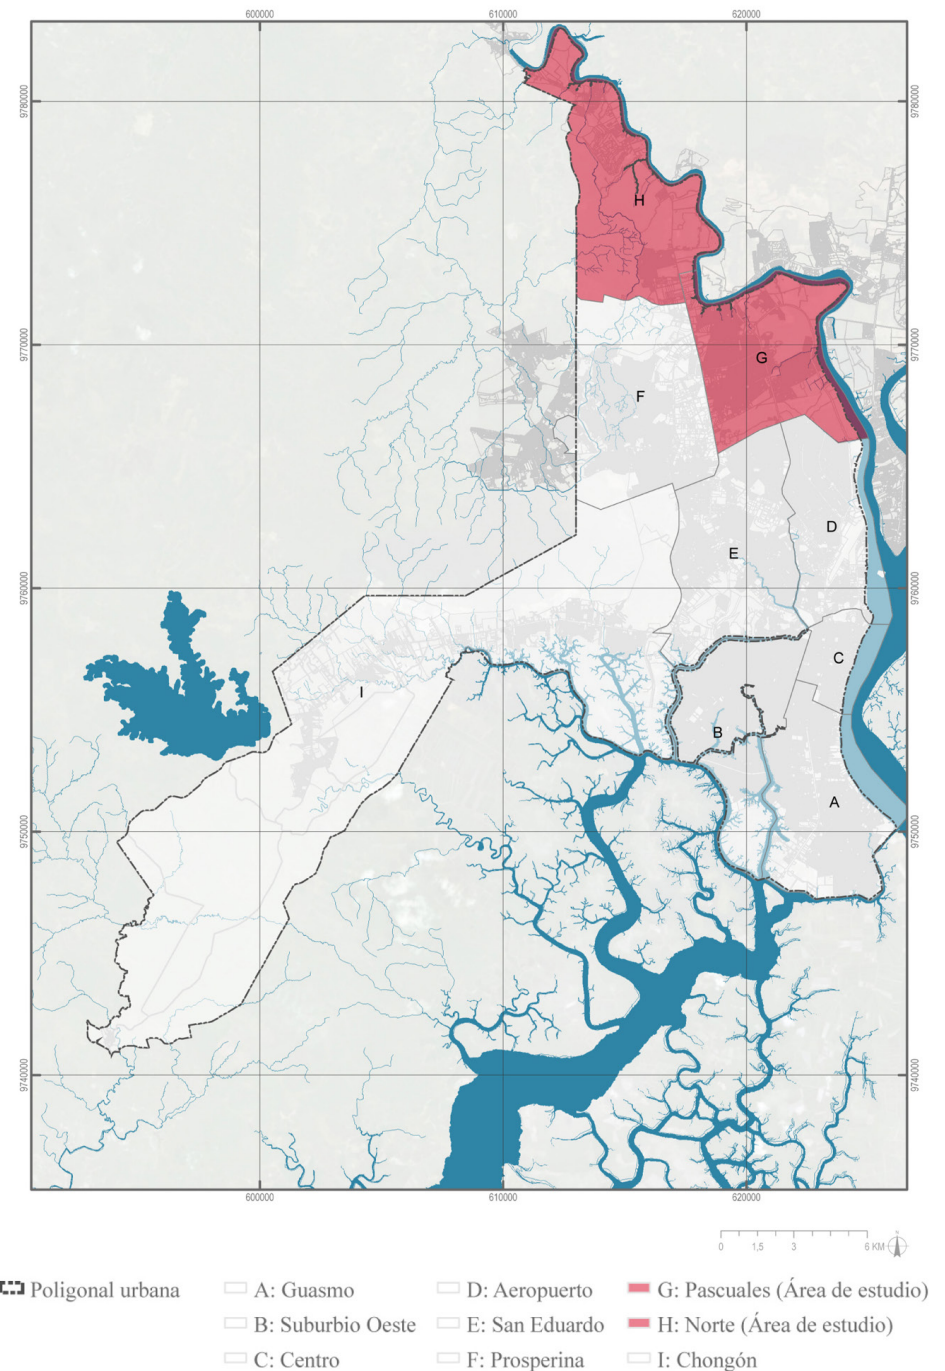 600000 610000 620000
9780000 9780000
H
9770000 9770000
G
F
D
E
9760000 9760000
C
I
B
A
9750000 9750000
9740000 9740000
600000 610000 620000
0 1,5 3 6 KM N
Poligonal urbana
A: Guasmo
D: Aeropuerto
G: Pascuales (Área de estudio)
B: Suburbio Oeste
E: San Eduardo
H: Norte (Área de estudio)
C: Centro
F: Prosperina
I: Chongón